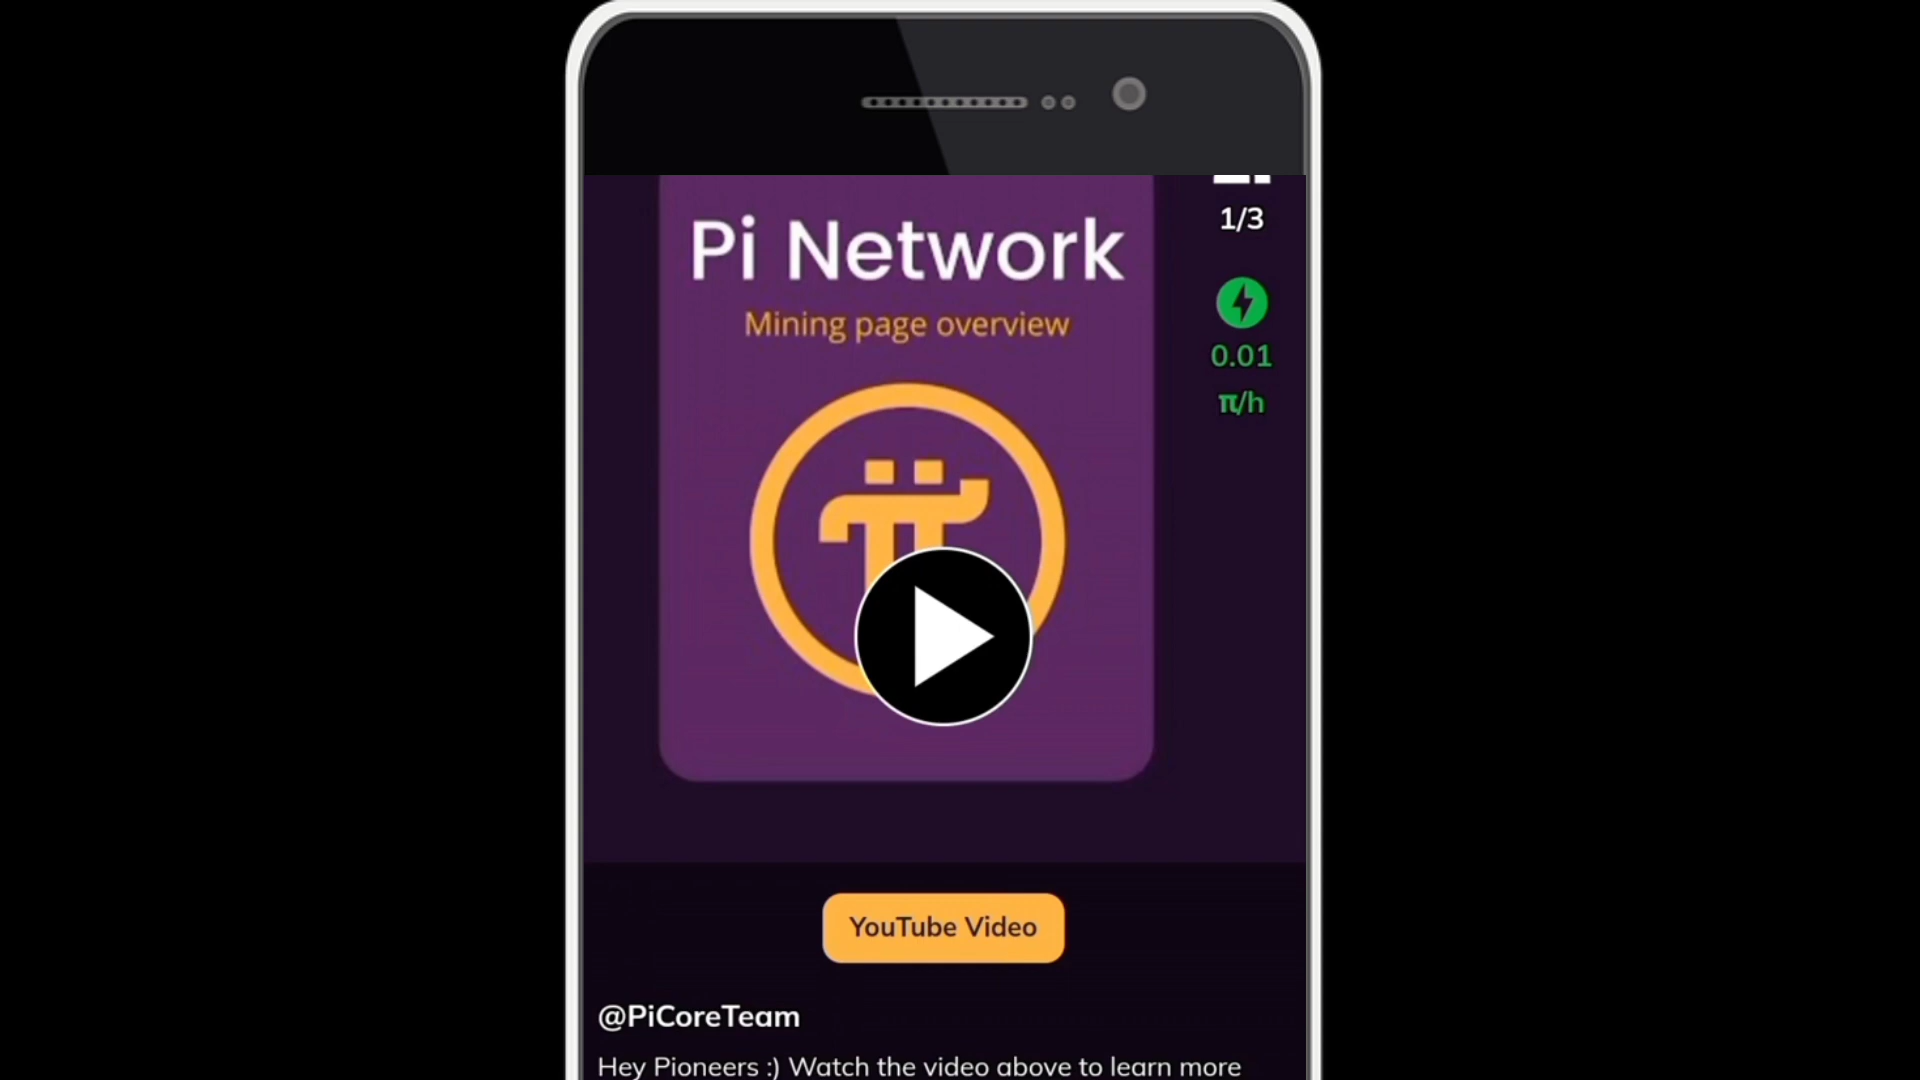 Pi Network
Mining page overview
1/3
0.01
π/h
YouTube Video
@PiCoreTeam
Hey Pioneers :) Watch the video above to learn more